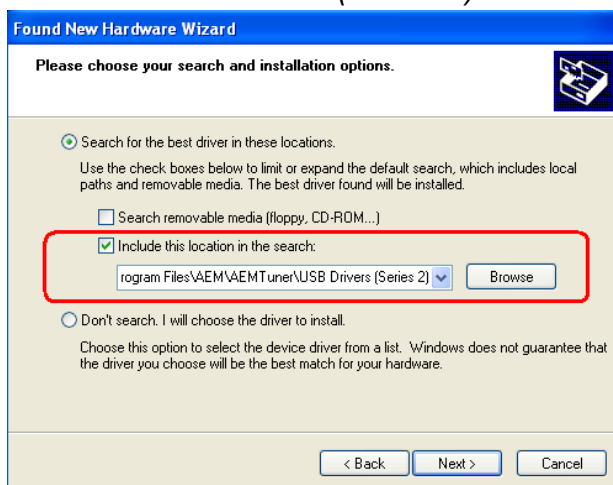 Found New Hardware Wizard
Please choose your search and installation options.
Search for the best driver in these locations.
Use the check boxes below to limit or expand the default search, which includes local
paths and removable media. The best driver found will be installed.
Search removable media (floppy, CD-ROM...)
Include this location in the search:
rogram Files\AEM\AEMTuner\USB Drivers (Series 2)
Browse
Don't search. I will choose the driver to install.
Choose this option to select the device driver from a list. Windows does not guarantee that
the driver you choose will be the best match for your hardware.
< Back
Next >
Cancel